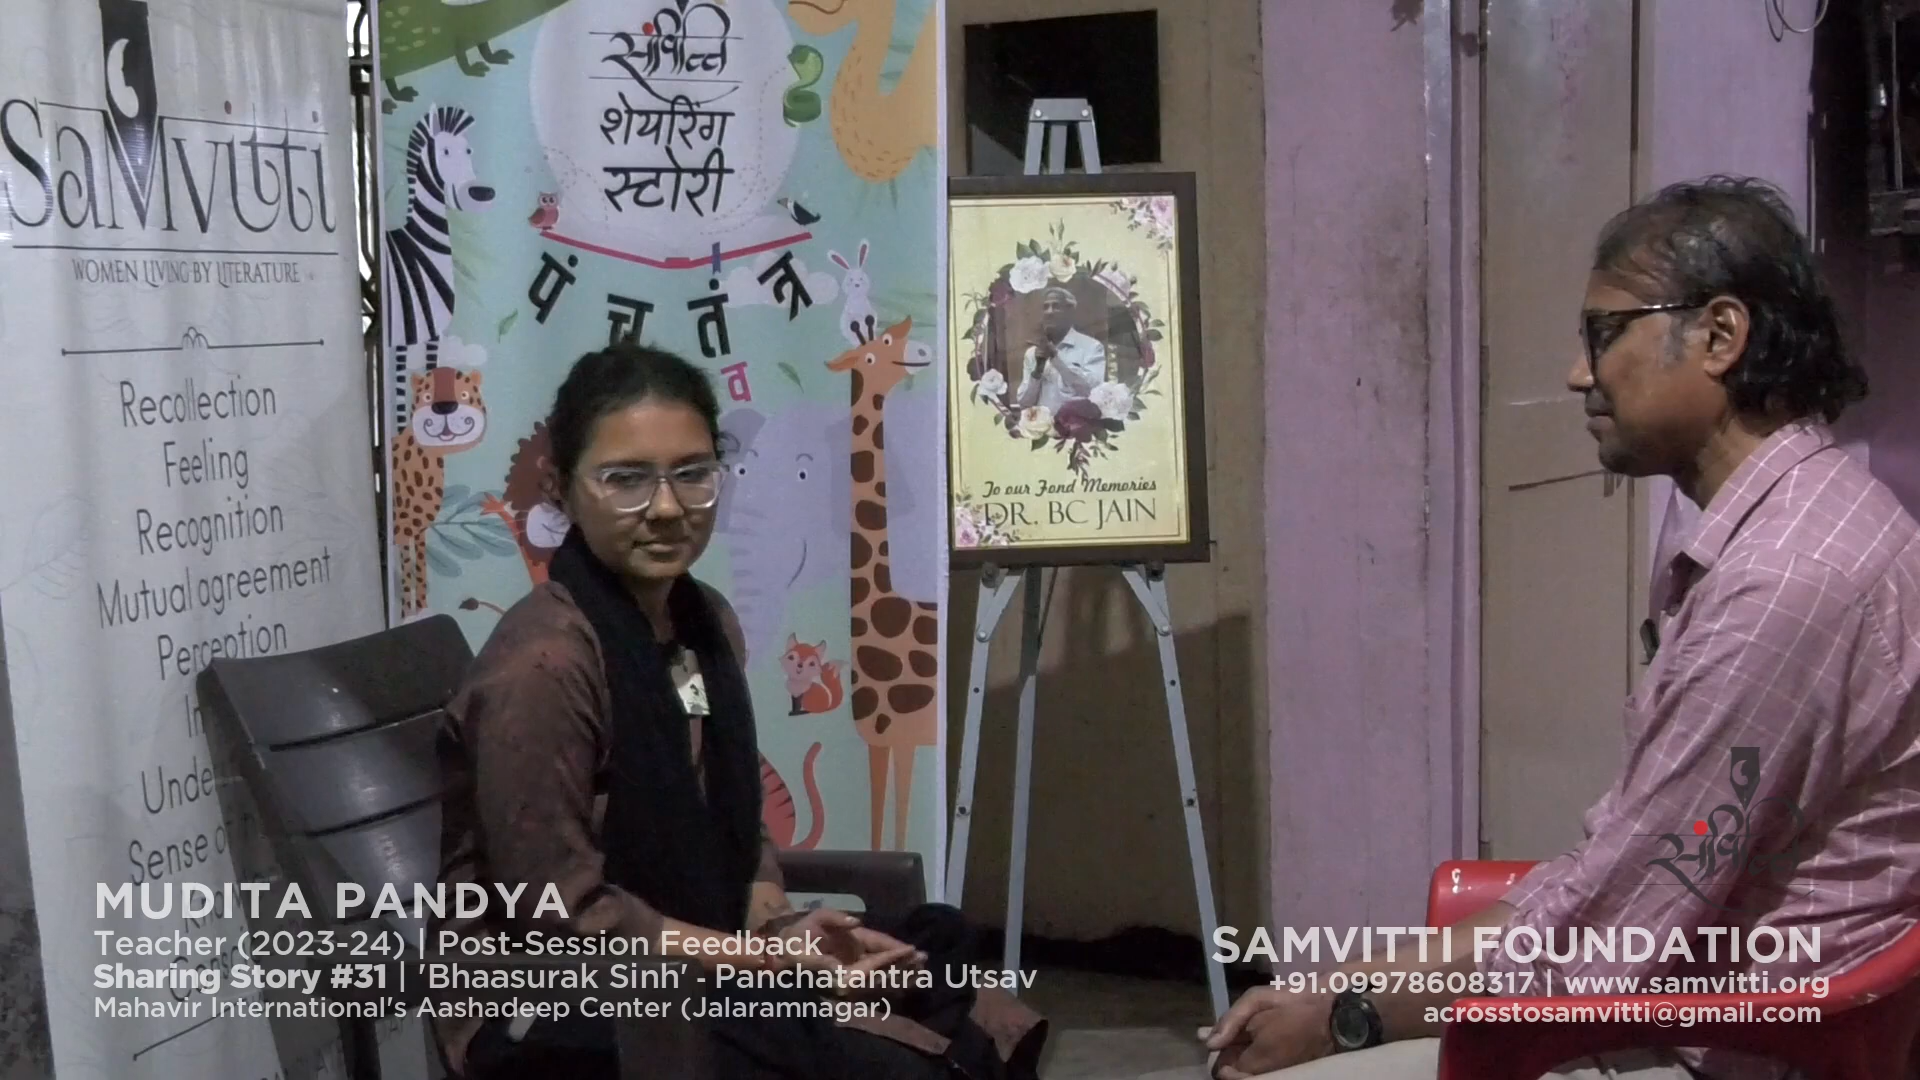 SaMvitti
WOMEN LIVING BY LITERATURE
Recollection
Feeling
Recognition
Mutual agreement
Perception
Sense of
संवित्ति
शेयरिंग
स्टोरी
पंचतंत्र
व
To our Fond Memories
DR. BC JAIN
संवित्ति
MUDITA PANDYA
Teacher (2023-24) | Post-Session Feedback
Sharing Story #31 | 'Bhaasurak Sinh' - Panchatantra Utsav
Mahavir International's Aashadeep Center (Jalaramnagar)
SAMVITTI FOUNDATION
+91.09978608317 | www.samvitti.org
acrosstosamvitti@gmail.com